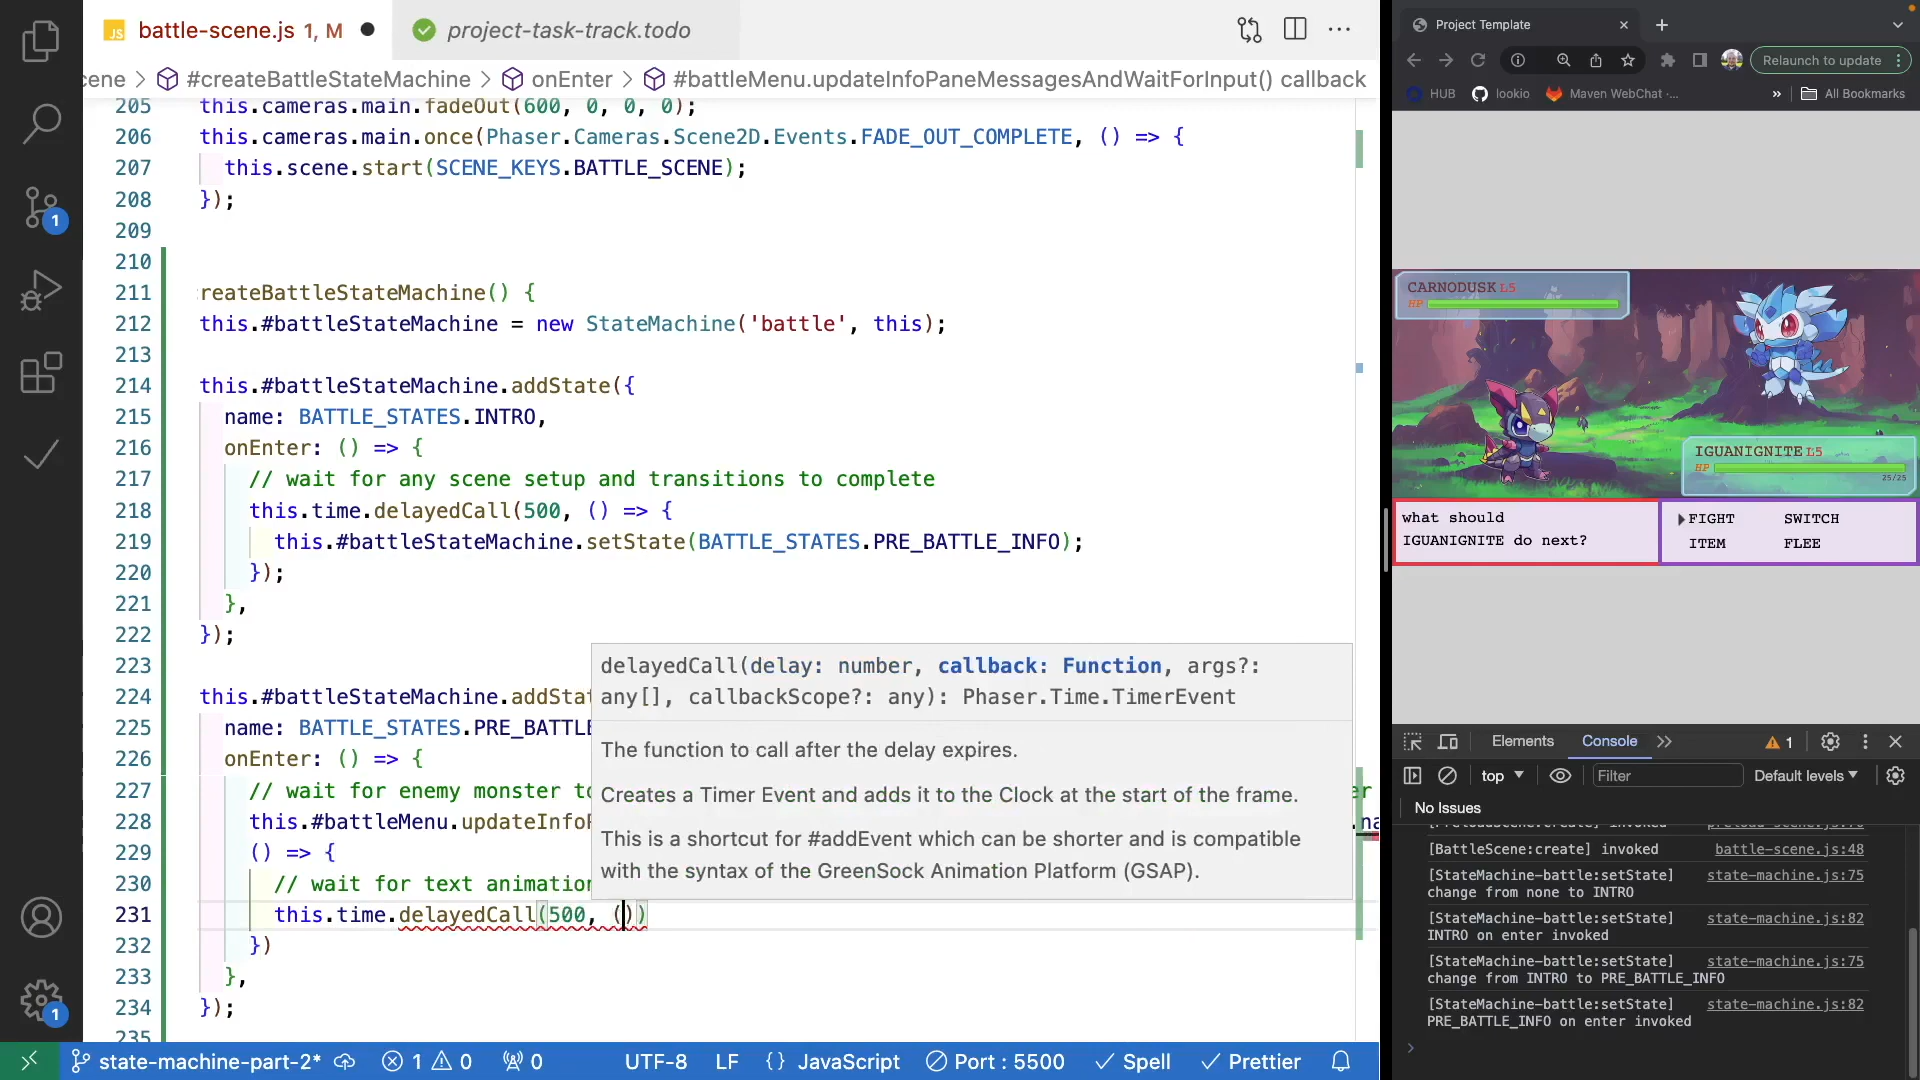 battle-scene.js 1, M
project-task-track.todo
cene > #createBattleStateMachine > onEnter > #battleMenu.updateInfoPaneMessagesAndWaitForInput() callback
205 this.cameras.main.fadeOut(600, 0, 0, 0);
206 this.cameras.main.once(Phaser.Cameras.Scene2D.Events.FADE_OUT_COMPLETE, () => {
207 this.scene.start(SCENE_KEYS.BATTLE_SCENE);
208 });
209
210
211 reateBattleStateMachine() {
212 this.#battleStateMachine = new StateMachine('battle', this);
213
214 this.#battleStateMachine.addState({
215 name: BATTLE_STATES.INTRO,
216 onEnter: () => {
217 // wait for any scene setup and transitions to complete
218 this.time.delayedCall(500, () => {
219 this.#battleStateMachine.setState(BATTLE_STATES.PRE_BATTLE_INFO);
220 });
221 },
222 });
223
224 this.#battleStateMachine.addStat
225 name: BATTLE_STATES.PRE_BATTLE
226 onEnter: () => {
227 // wait for enemy monster to
228 this.#battleMenu.updateInfoP
229 () => {
230 // wait for text animation
231 this.time.delayedCall(500, ())
232 })
233 },
234 });
235
delayedCall(delay: number, callback: Function, args?:
any[], callbackScope?: any): Phaser.Time.TimerEvent
The function to call after the delay expires.
Creates a Timer Event and adds it to the Clock at the start of the frame.
This is a shortcut for #addEvent which can be shorter and is compatible
with the syntax of the GreenSock Animation Platform (GSAP).
1
1
state-machine-part-2* 1 0 0 UTF-8 LF {} JavaScript Port : 5500 Spell Prettier
Project Template
Relaunch to update
HUB lookio Maven WebChat -... » All Bookmarks
CARNODUSK L5
HP
IGUANIGNITE L5
HP
25/25
what should
IGUANIGNITE do next?
FIGHT SWITCH
ITEM FLEE
Elements Console 1
top Filter Default levels
No Issues
[BattleScene:create] invoked battle-scene.js:48
[StateMachine-battle:setState] state-machine.js:75
change from none to INTRO
[StateMachine-battle:setState] state-machine.js:82
INTRO on enter invoked
[StateMachine-battle:setState] state-machine.js:75
change from INTRO to PRE_BATTLE_INFO
[StateMachine-battle:setState] state-machine.js:82
PRE_BATTLE_INFO on enter invoked